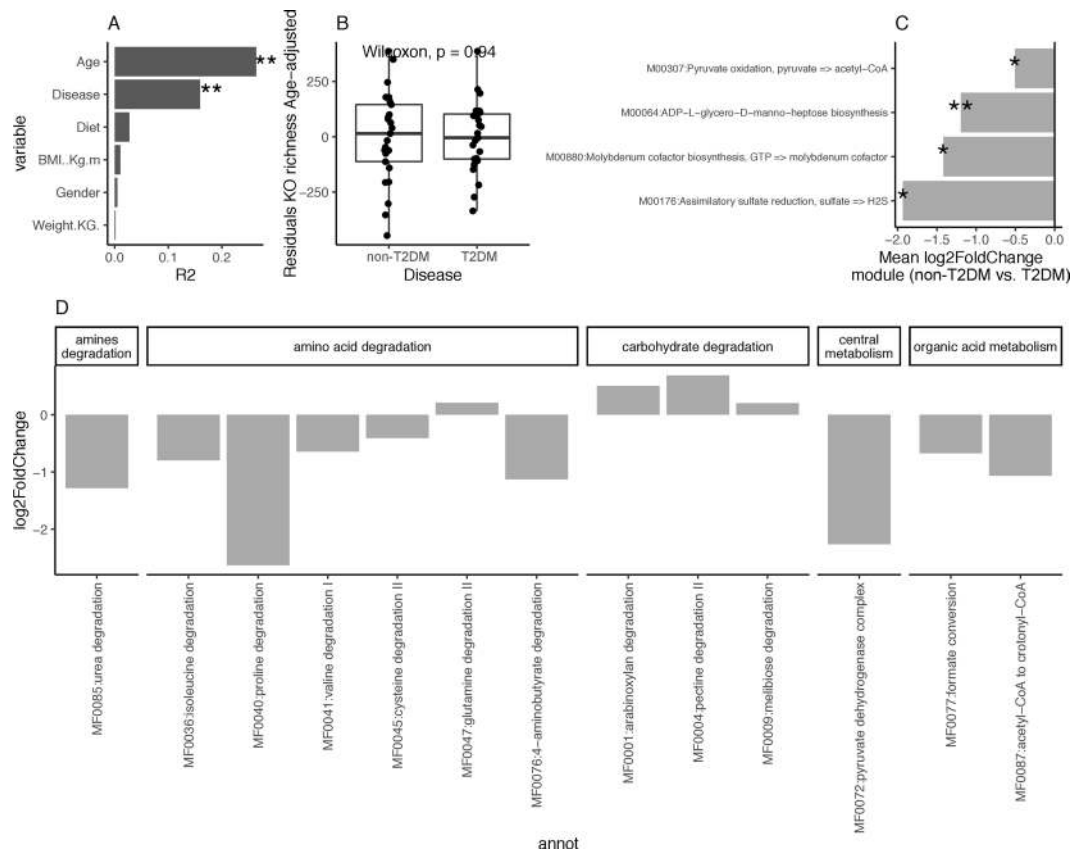 A
variable
Age
**
Disease
**
Diet
BMI..Kg.m
Gender
Weight.KG.
0.0
0.1
0.2
R2
B
Residuals KO richness Age-adjusted
Wilcoxon, p = 0.94
250
0
−250
non-T2DM
T2DM
Disease
C
M00307:Pyruvate oxidation, pyruvate => acetyl-CoA
*
M00064:ADP-L-glycero-D-manno-heptose biosynthesis
**
M00880:Molybdenum cofactor biosynthesis, GTP => molybdenum cofactor
*
M00176:Assimilatory sulfate reduction, sulfate => H2S
*
−2.0
−1.5
−1.0
−0.5
0.0
Mean log2FoldChange
module (non-T2DM vs. T2DM)
D
amines
degradation
amino acid degradation
carbohydrate degradation
central
metabolism
organic acid metabolism
log2FoldChange
0
−1
−2
MF0085:urea degradation
MF0036:isoleucine degradation
MF0040:proline degradation
MF0041:valine degradation I
MF0045:cysteine degradation II
MF0047:glutamine degradation II
MF0076:4-aminobutyrate degradation
MF0001:arabinoxylan degradation
MF0004:pectine degradation II
MF0009:melibiose degradation
MF0072:pyruvate dehydrogenase complex
MF0077:formate conversion
MF0087:acetyl-CoA to crotonyl-CoA
annot